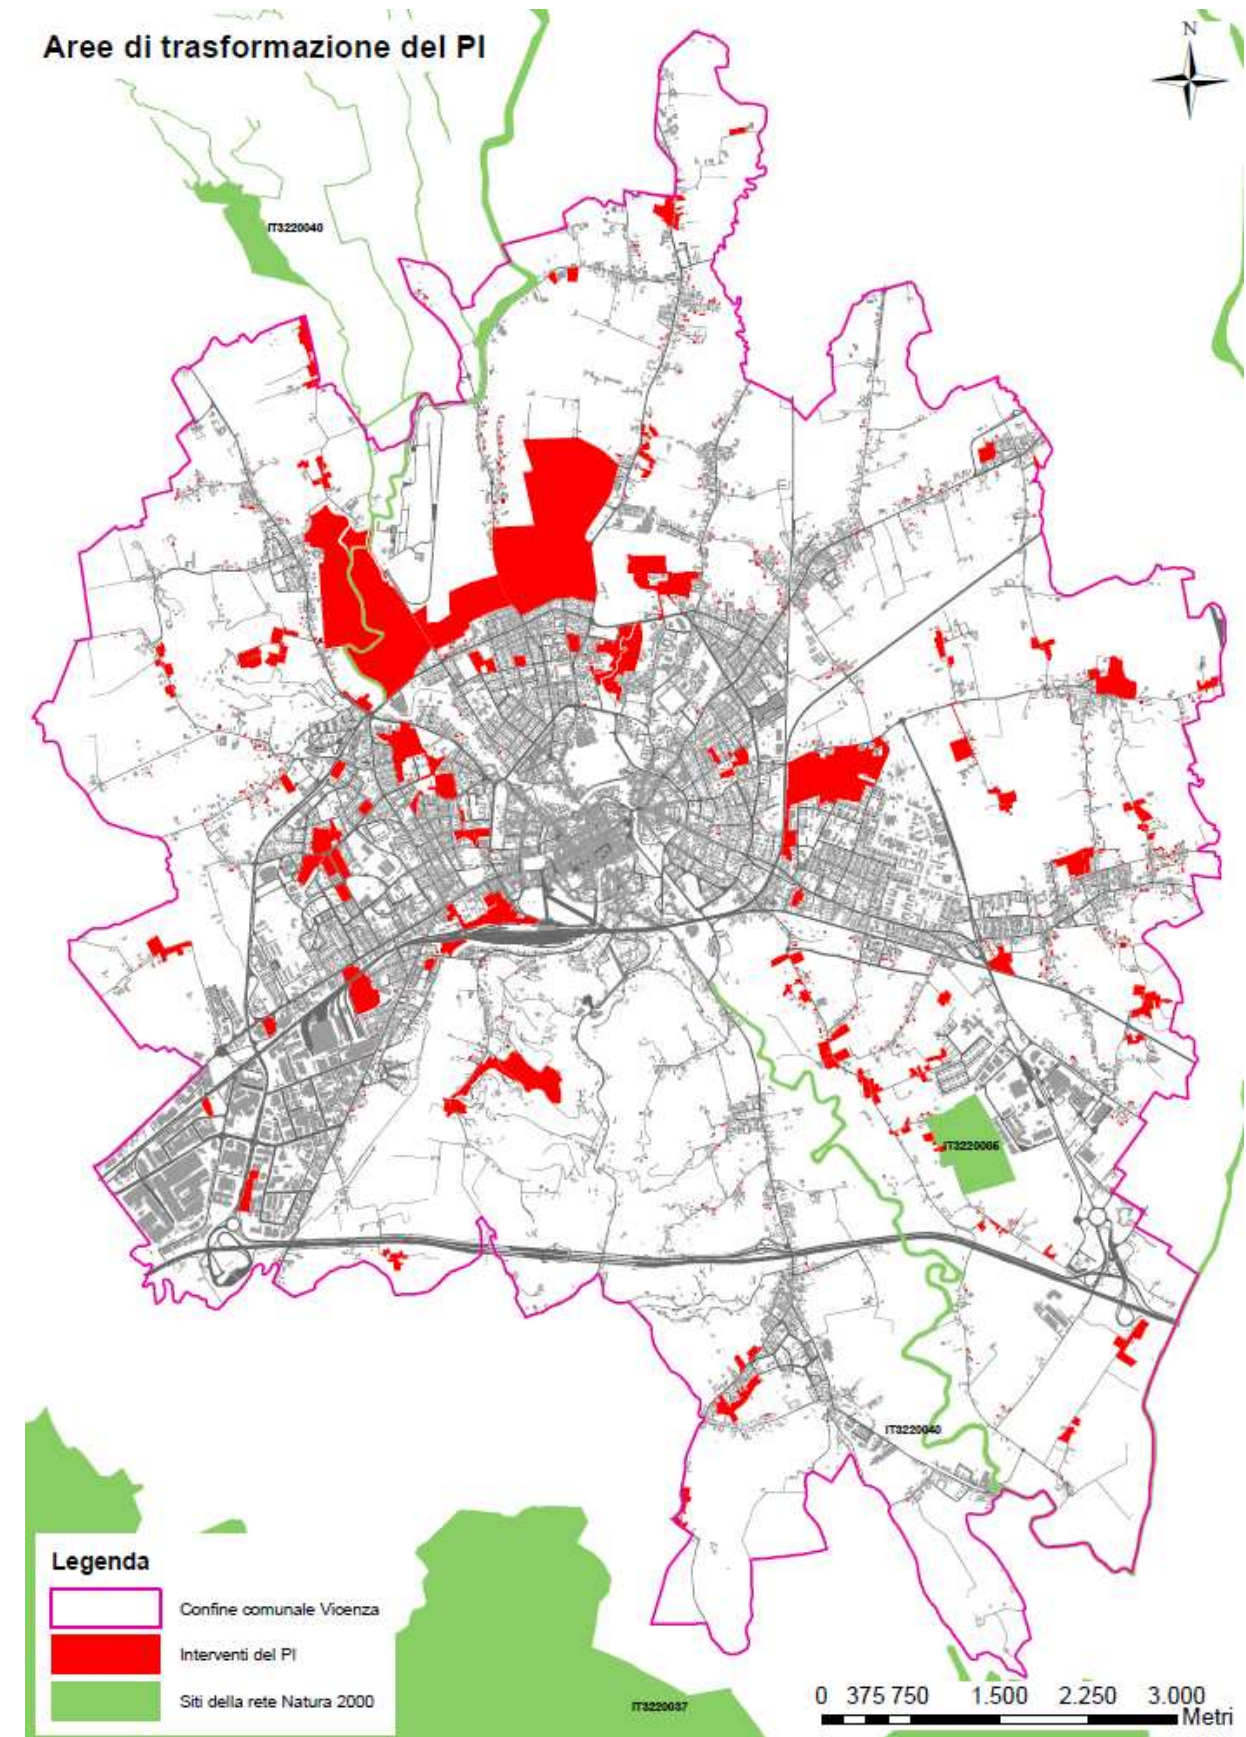 Aree di trasformazione del PI
N
IT3220040
IT3220005
IT3220040
Legenda
Confine comunale Vicenza
Interventi del PI
Siti della rete Natura 2000
IT3220037
0 375 750 1.500 2.250 3.000
Metri